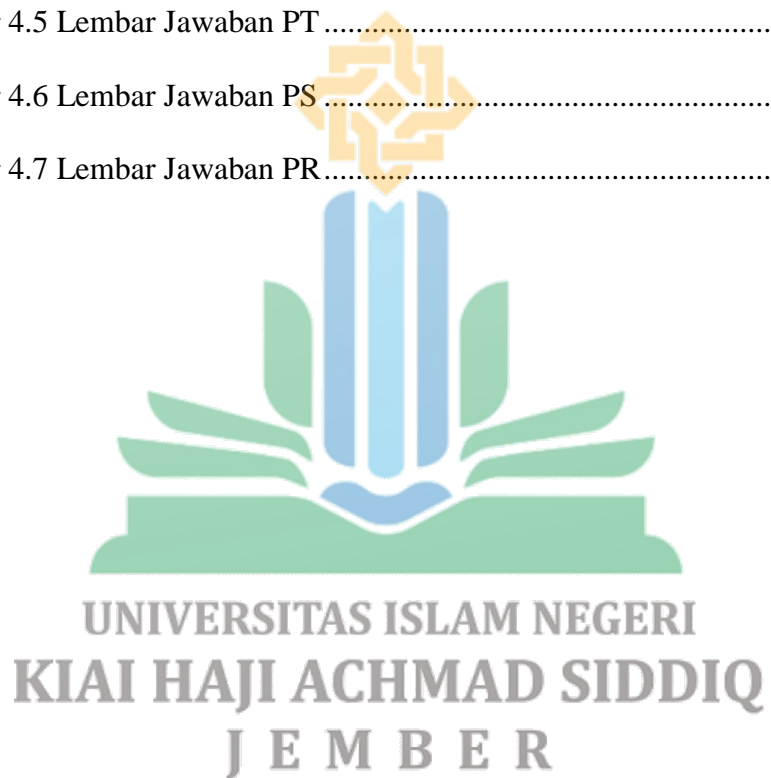 4.5 Lembar Jawaban PT......................................................
4.6 Lembar Jawaban PS......................................................
4.7 Lembar Jawaban PR......................................................
UNIVERSITAS ISLAM NEGERI
KIAI HAJI ACHMAD SIDDIQ
JEMBER